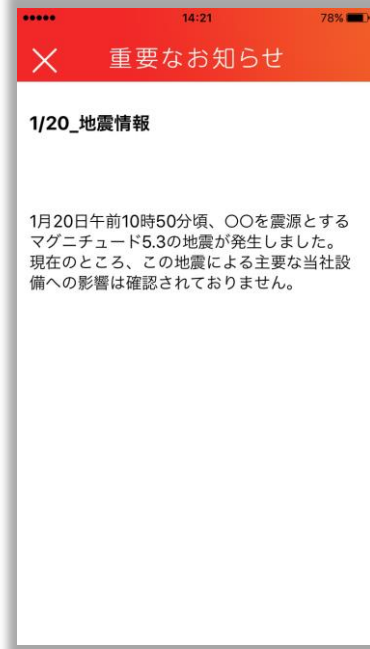 14:21
78%
重要なお知らせ
1/20_地震情報
1月20日午前10時50分頃、〇〇を震源とする
マグニチュード5.3の地震が発生しました。
現在のところ、この地震による主要な当社設
備への影響は確認されておりません。